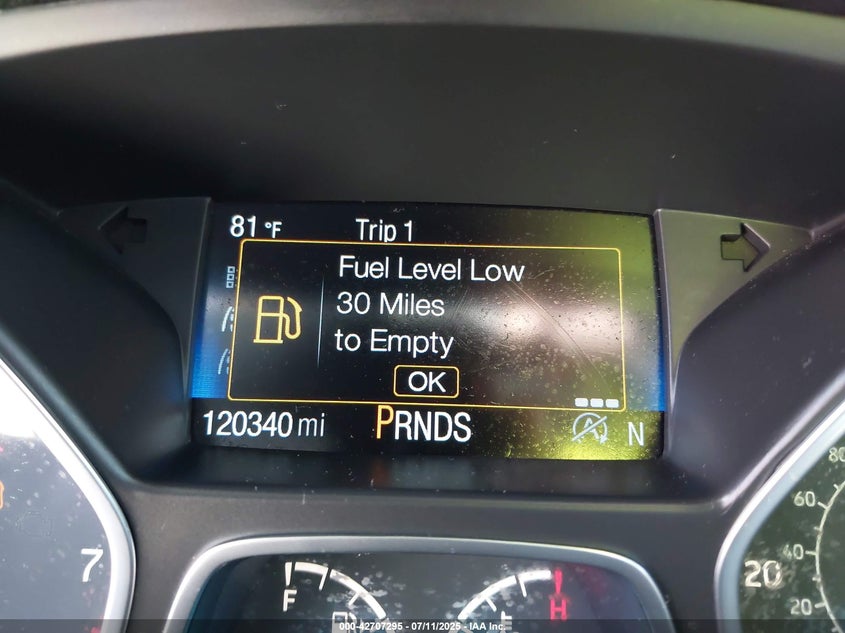 81 °F Trip 1
Fuel Level Low
30 Miles
to Empty
OK
120340 mi PRNDS A N
7
F
H
80
60
40
20
20
000-42707295 - 07/11/2025 - IAA Inc.